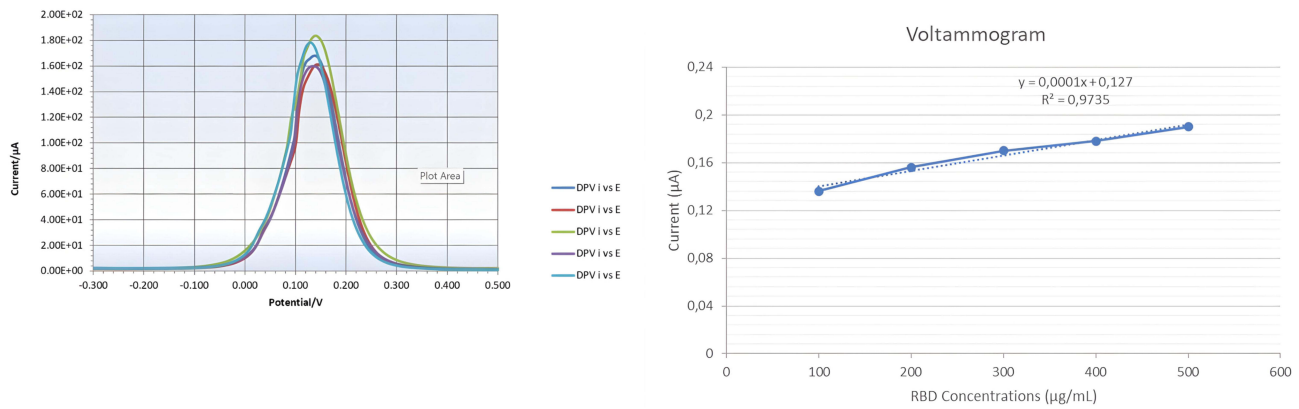 2.00E+02
1.80E+02
1.60E+02
1.40E+02
1.20E+02
1.00E+02
8.00E+01
6.00E+01
4.00E+01
2.00E+01
0.00E+00
Current/µA
-0.300 -0.200 -0.100 0.000 0.100 0.200 0.300 0.400 0.500
Potential/V
Plot Area
DPV i vs E
DPV i vs E
DPV i vs E
DPV i vs E
DPV i vs E
Voltammogram
y = 0,0001x + 0,127
R² = 0,9735
0,24
0,2
0,16
0,12
0,08
0,04
0
Current (µA)
0 100 200 300 400 500 600
RBD Concentrations (µg/mL)